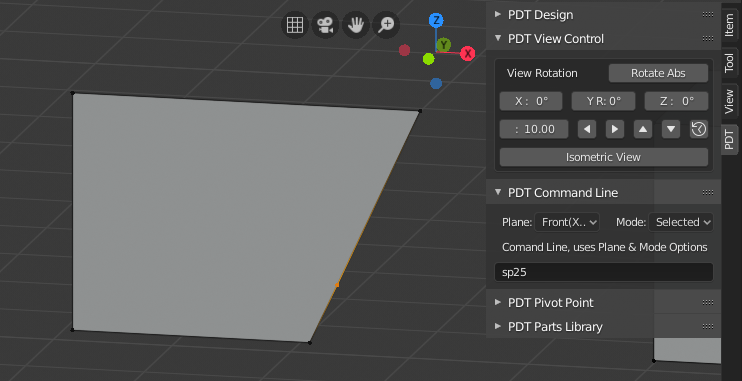 PDT Design
PDT View Control
View Rotation
Rotate Abs
X : 0°
Y R: 0°
Z : 0°
: 10.00
Isometric View
PDT Command Line
Plane: Front(X..
Mode: Selected
Comand Line, uses Plane & Mode Options
sp25
PDT Pivot Point
PDT Parts Library
Item
Tool
View
PDT
Z
Y
X